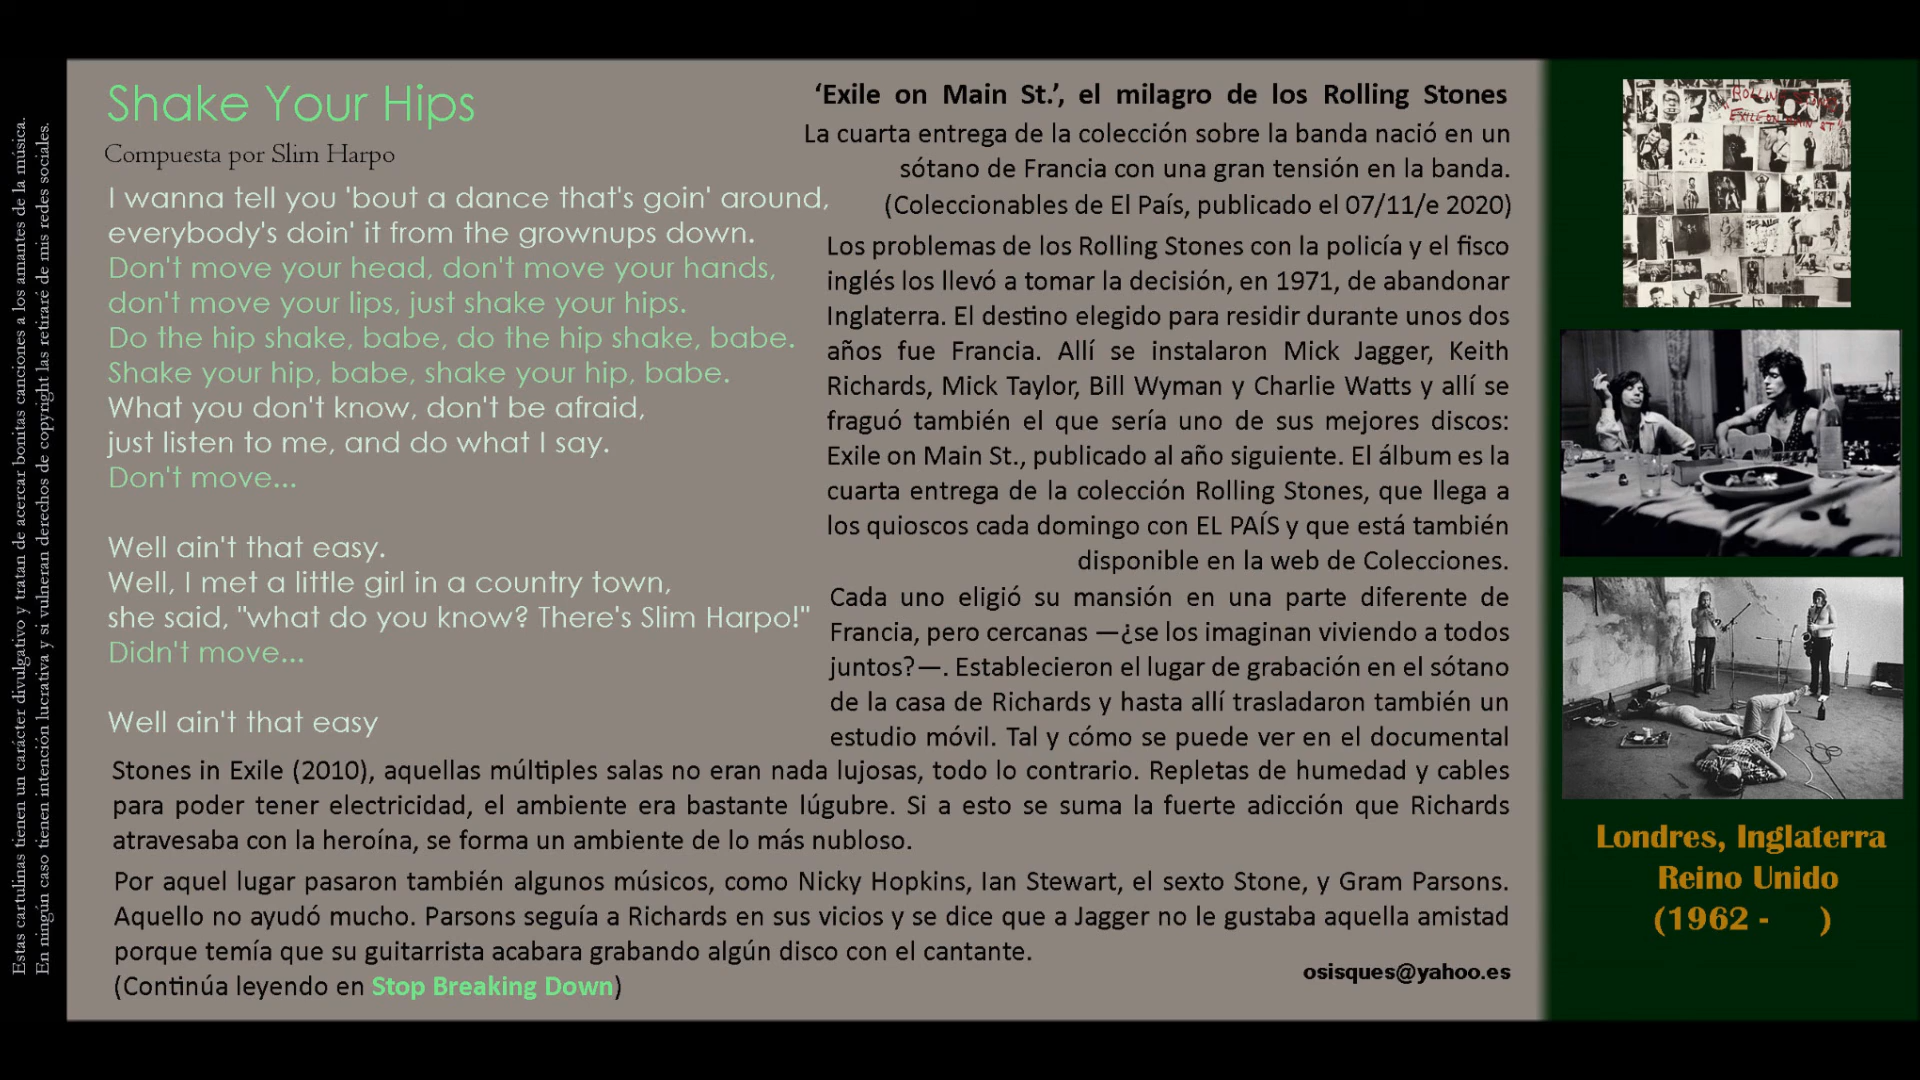 Estas cartulinas tienen un carácter divulgativo y tratan de acercar bonitas canciones a los amantes de la música.
En ningún caso tienen intención lucrativa y si vulneran derechos de copyright las retiraré de mis redes sociales.
Shake Your Hips
Compuesta por Slim Harpo
I wanna tell you 'bout a dance that's goin' around,
everybody's doin' it from the grownups down.
Don't move your head, don't move your hands,
don't move your lips, just shake your hips.
Do the hip shake, babe, do the hip shake, babe.
Shake your hip, babe, shake your hip, babe.
What you don't know, don't be afraid,
just listen to me, and do what I say.
Don't move...
Well ain't that easy.
Well, I met a little girl in a country town,
she said, "what do you know? There's Slim Harpo!"
Didn't move...
Well ain't that easy
‘Exile on Main St.’, el milagro de los Rolling Stones
La cuarta entrega de la colección sobre la banda nació en un
sótano de Francia con una gran tensión en la banda.
(Coleccionables de El País, publicado el 07/11/e 2020)
Los problemas de los Rolling Stones con la policía y el fisco
inglés los llevó a tomar la decisión, en 1971, de abandonar
Inglaterra. El destino elegido para residir durante unos dos
años fue Francia. Allí se instalaron Mick Jagger, Keith
Richards, Mick Taylor, Bill Wyman y Charlie Watts y allí se
fraguó también el que sería uno de sus mejores discos:
Exile on Main St., publicado al año siguiente. El álbum es la
cuarta entrega de la colección Rolling Stones, que llega a
los quioscos cada domingo con EL PAÍS y que está también
disponible en la web de Colecciones.
Cada uno eligió su mansión en una parte diferente de
Francia, pero cercanas —¿se los imaginan viviendo a todos
juntos?—. Establecieron el lugar de grabación en el sótano
de la casa de Richards y hasta allí trasladaron también un
estudio móvil. Tal y cómo se puede ver en el documental
Stones in Exile (2010), aquellas múltiples salas no eran nada lujosas, todo lo contrario. Repletas de humedad y cables
para poder tener electricidad, el ambiente era bastante lúgubre. Si a esto se suma la fuerte adicción que Richards
atravesaba con la heroína, se forma un ambiente de lo más nubloso.
Por aquel lugar pasaron también algunos músicos, como Nicky Hopkins, Ian Stewart, el sexto Stone, y Gram Parsons.
Aquello no ayudó mucho. Parsons seguía a Richards en sus vicios y se dice que a Jagger no le gustaba aquella amistad
porque temía que su guitarrista acabara grabando algún disco con el cantante.
(Continúa leyendo en Stop Breaking Down)
osisques@yahoo.es
ROLLING STONES
EXILE ON MAIN ST
Londres, Inglaterra
Reino Unido
(1962 - )